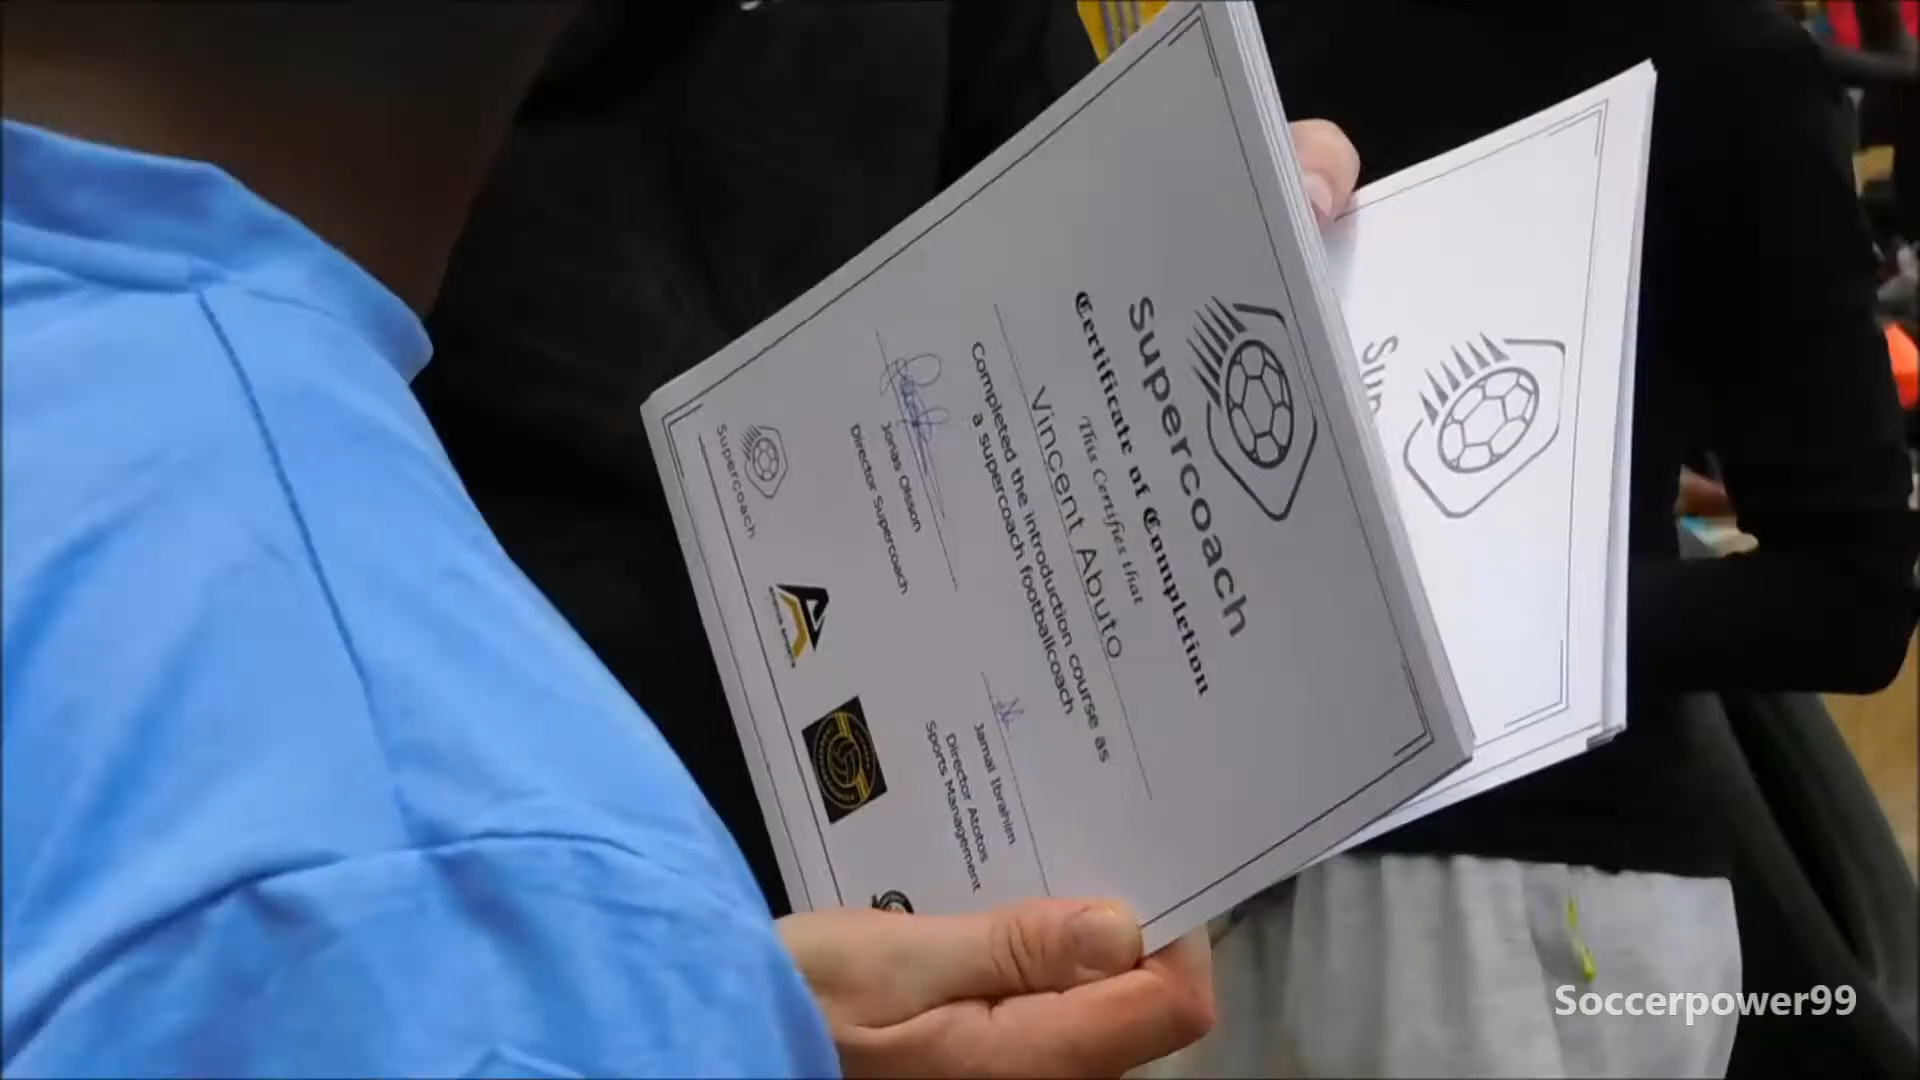 Supercoach
Certificate of Completion
This Certifies that
Vincent Abuto
Completed the introduction course as
a supercoach footballcoach
Jonas Olsson
Director Supercoach
Jamal Ibrahim
Director Atotos
Sports Management
Supercoach
Sup
Soccerpower99